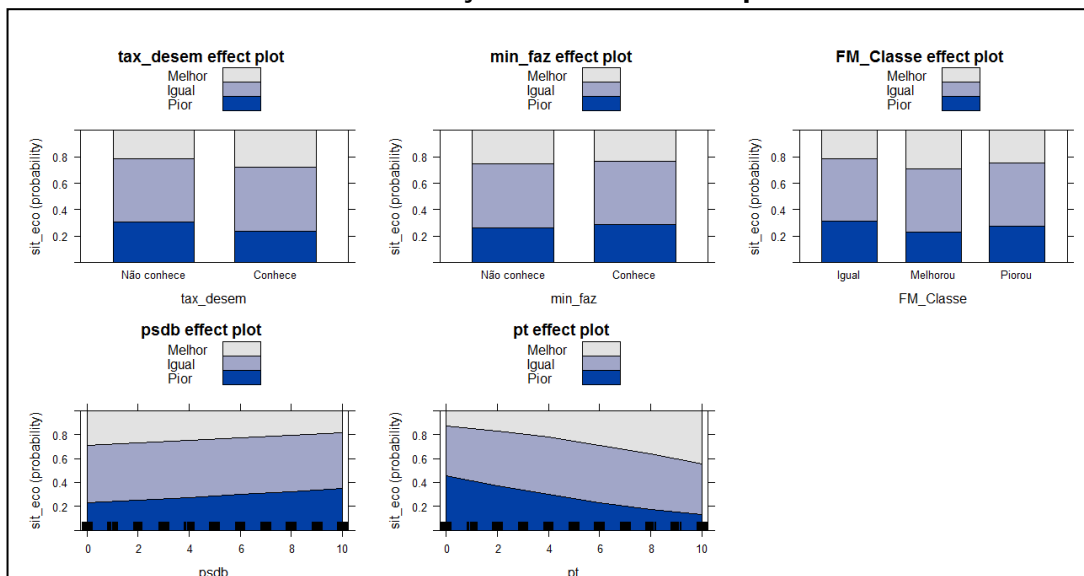 tax_desem effect plot
Melhor
Igual
Pior
sit_eco (probability)
0.8
0.6
0.4
0.2
Não conhece Conhece
tax_desem
min_faz effect plot
Melhor
Igual
Pior
sit_eco (probability)
0.8
0.6
0.4
0.2
Não conhece Conhece
min_faz
FM_Classe effect plot
Melhor
Igual
Pior
sit_eco (probability)
0.8
0.6
0.4
0.2
Igual Melhorou Piorou
FM_Classe
psdb effect plot
Melhor
Igual
Pior
sit_eco (probability)
0.8
0.6
0.4
0.2
0 2 4 6 8 10
psdb
pt effect plot
Melhor
Igual
Pior
sit_eco (probability)
0.8
0.6
0.4
0.2
0 2 4 6 8 10
pt